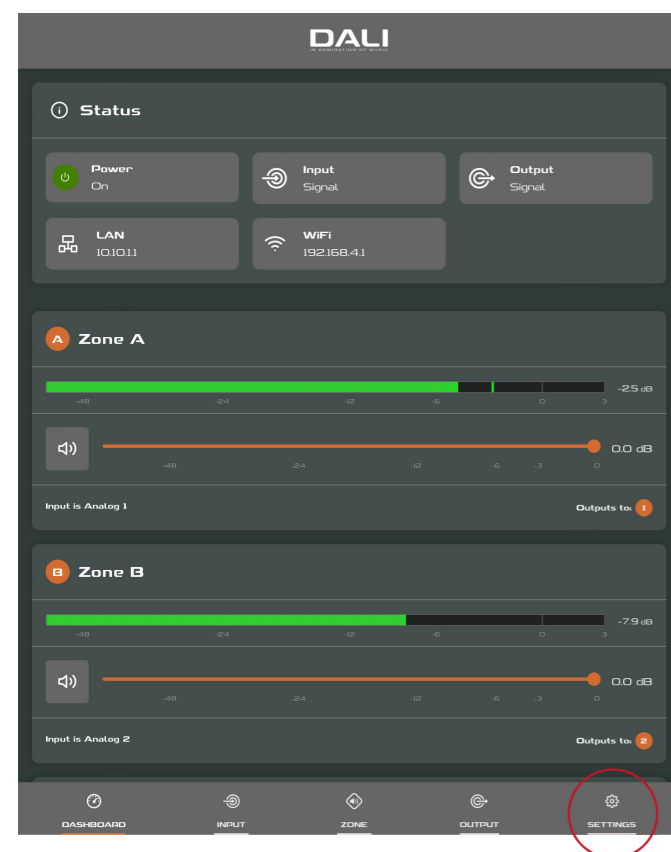 DALI
IN ADMIRATION OF MUSIC
Status
Power
On
Input
Signal
Output
Signal
LAN
10.10.1.1
WiFi
192.168.4.1
A Zone A
-2.5 dB
-48 -24 -12 -6 0 3
0.0 dB
-48 -24 -12 -6 -3 0
Input is Analog 1 Outputs to: 1
B Zone B
-7.9 dB
-48 -24 -12 -6 0 3
0.0 dB
-48 -24 -12 -6 -3 0
Input is Analog 2 Outputs to: 2
DASHBOARD INPUT ZONE OUTPUT SETTINGS